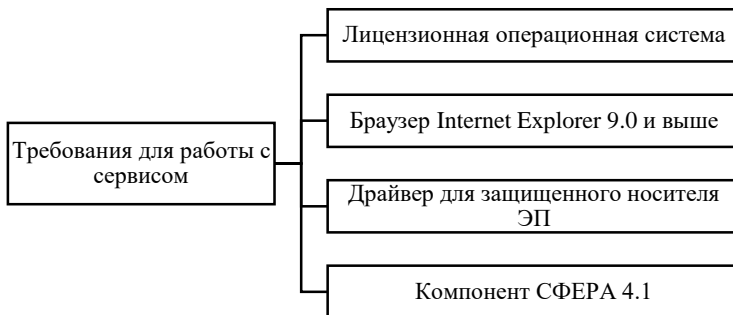 Лицензионная операционная система
Браузер Internet Explorer 9.0 и выше
Требования для работы с
сервисом
Драйвер для защищенного носителя
ЭП
Компонент СФЕРА 4.1